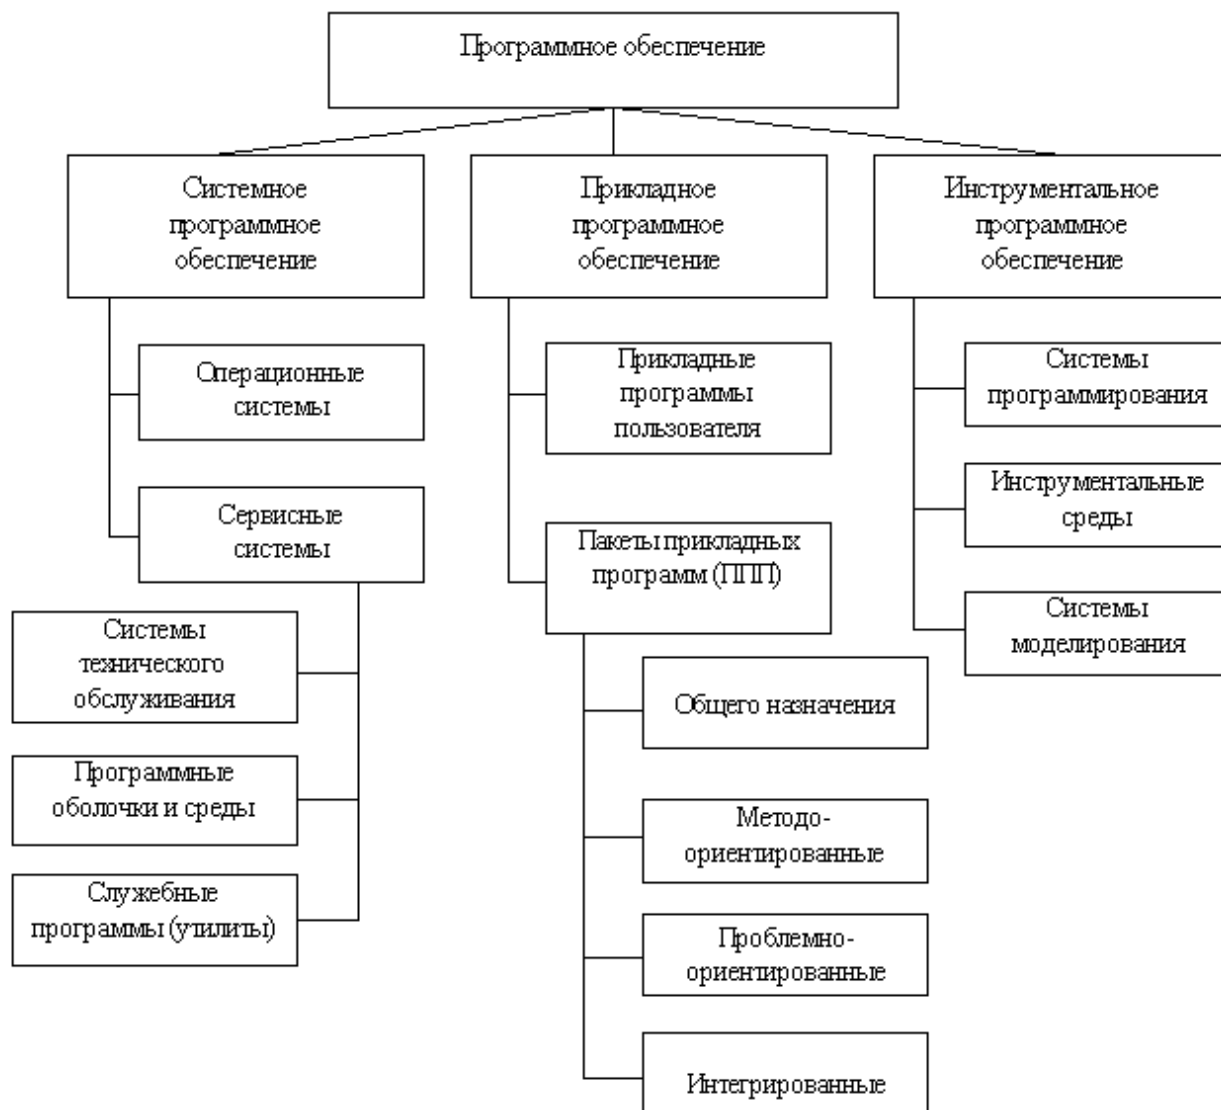 Программное обеспечение
Системное
программное
обеспечение
Прикладное
программное
обеспечение
Инструментальное
программное
обеспечение
Операционные
системы
Сервисные
системы
Системы
технического
обслуживания
Программные
оболочки и среды
Служебные
программы (утилиты)
Прикладные
программы
пользователя
Пакеты прикладных
программ (ППП)
Общего назначения
Методо-
ориентированные
Проблемно-
ориентированные
Интегрированные
Системы
программирования
Инструментальные
среды
Системы
моделирования